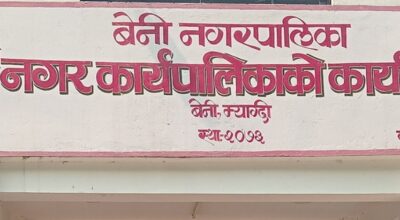 बेनी नगरपालिका
नगर कार्यपालिकाको कार्य
बेनी, म्याग्दी
स्था-२०७३